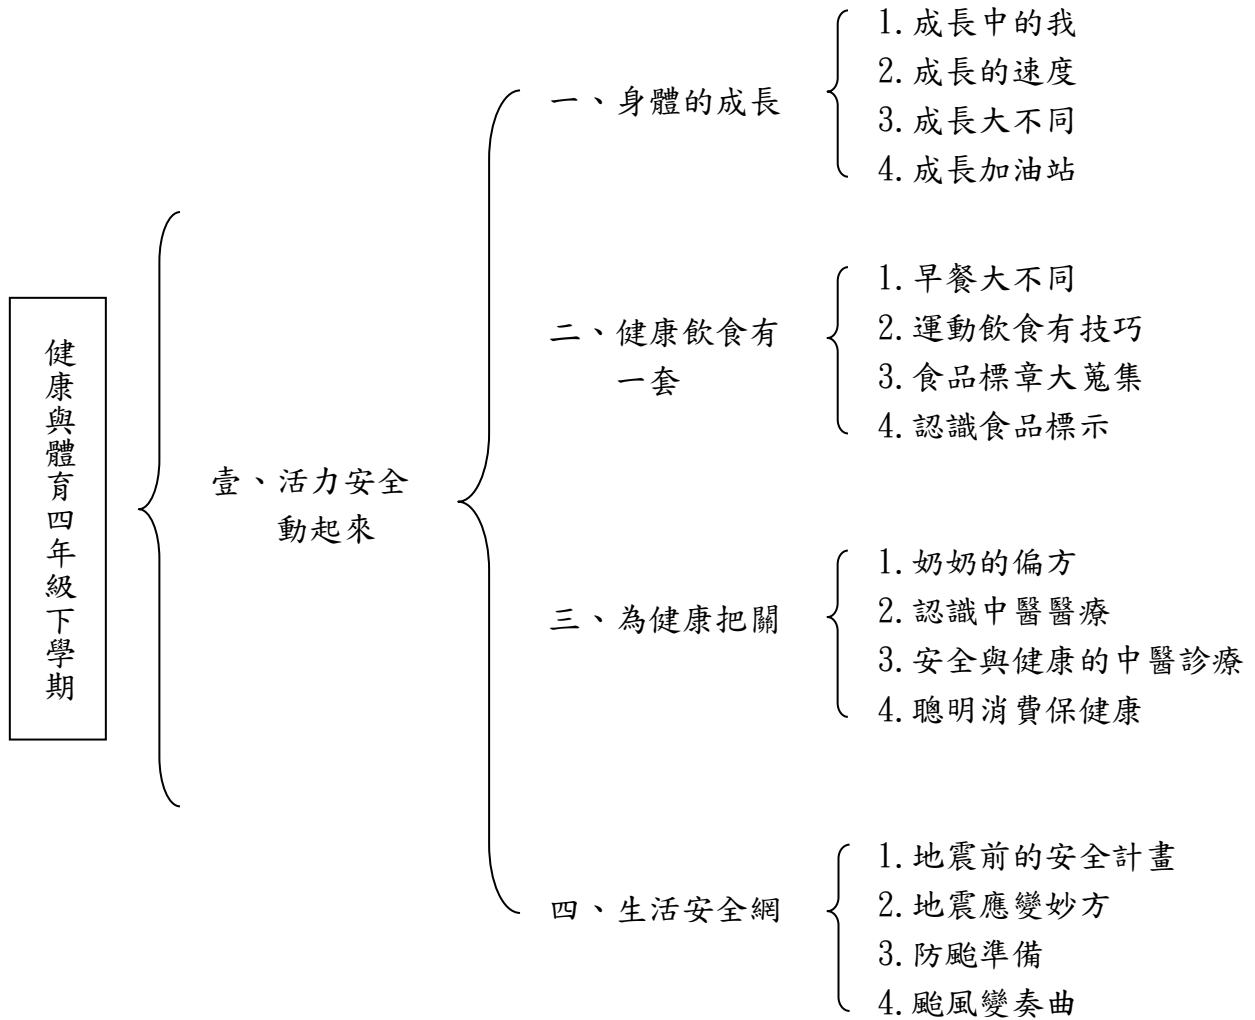 健康與體育四年級下學期
壹、活力安全
動起來
一、身體的成長
1.成長中的我
2.成長的速度
3.成長大不同
4.成長加油站
二、健康飲食有
一套
1.早餐大不同
2.運動飲食有技巧
3.食品標章大蒐集
4.認識食品標示
三、為健康把關
1.奶奶的偏方
2.認識中醫醫療
3.安全與健康的中醫診療
4.聰明消費保健康
四、生活安全網
1.地震前的安全計畫
2.地震應變妙方
3.防颱準備
4.颱風變奏曲